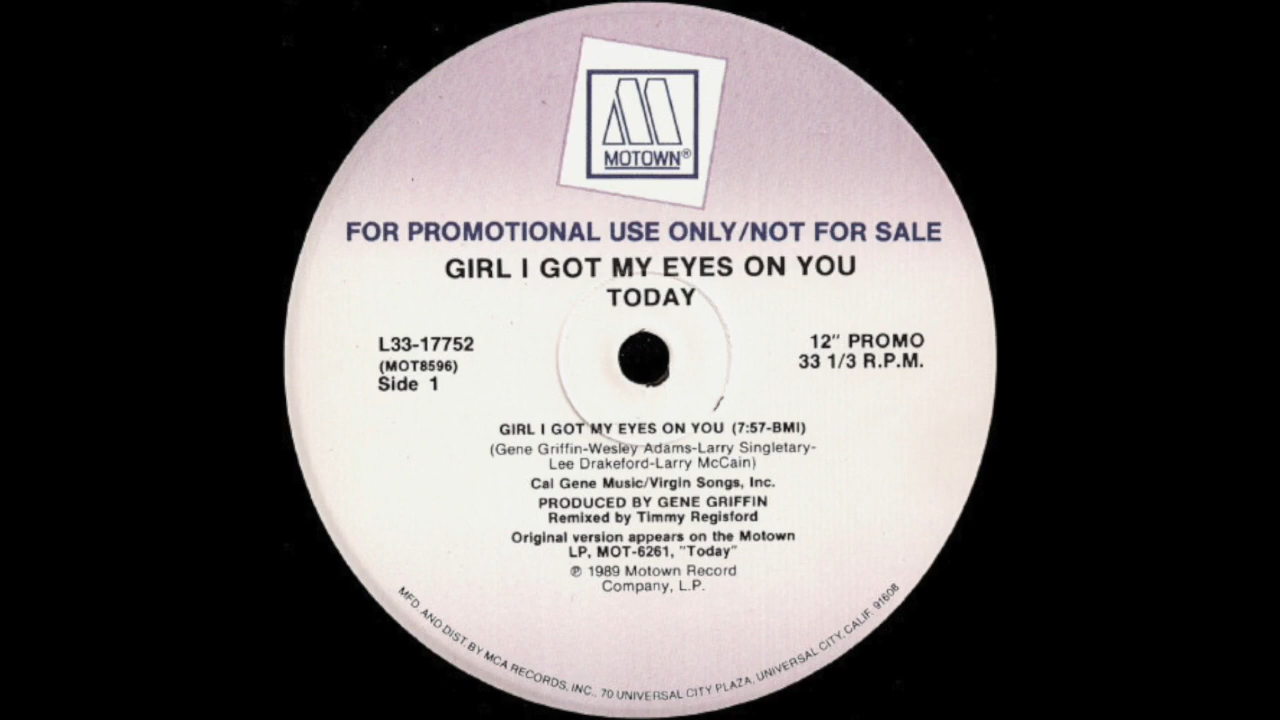 MOTOWN®
FOR PROMOTIONAL USE ONLY/NOT FOR SALE
GIRL I GOT MY EYES ON YOU
TODAY
L33-17752
(MOT8596)
Side 1
12" PROMO
33 1/3 R.P.M.
GIRL I GOT MY EYES ON YOU (7:57-BMI)
(Gene Griffin-Wesley Adams-Larry Singletary-
Lee Drakeford-Larry McCain)
Cal Gene Music/Virgin Songs, Inc.
PRODUCED BY GENE GRIFFIN
Remixed by Timmy Regisford
Original version appears on the Motown
LP, MOT-6261, "Today"
℗ 1989 Motown Record
Company, L.P.
MFD. AND DIST. BY MCA RECORDS, INC., 70 UNIVERSAL CITY PLAZA, UNIVERSAL CITY, CALIF. 91608